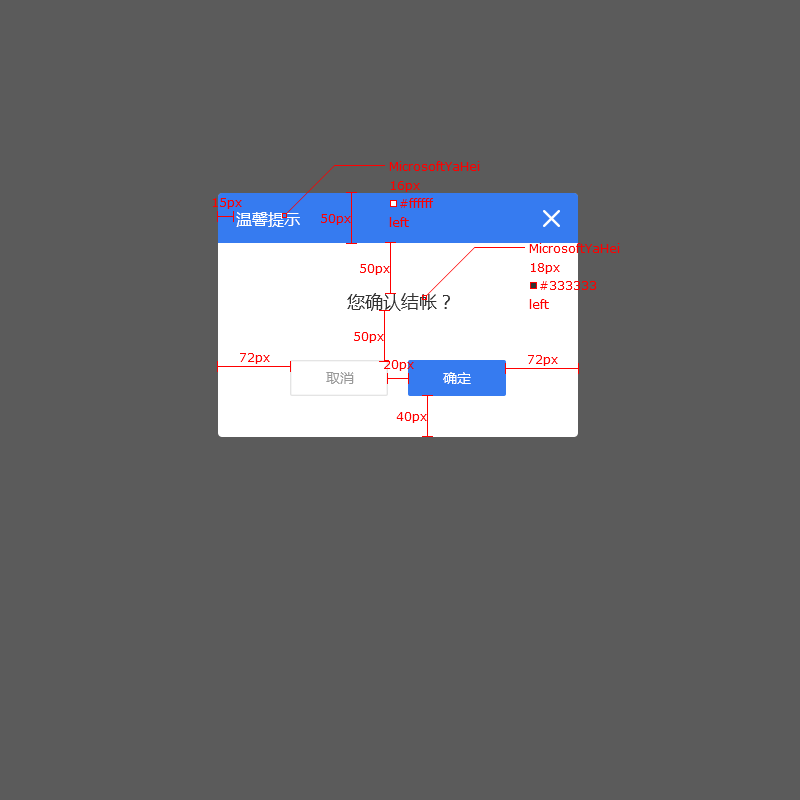 MicrosoftYaHei
16px
#ffffff
left
15px
温馨提示
50px
MicrosoftYaHei
18px
#333333
left
50px
您确认结帐？
50px
72px
20px
72px
取消
确定
40px